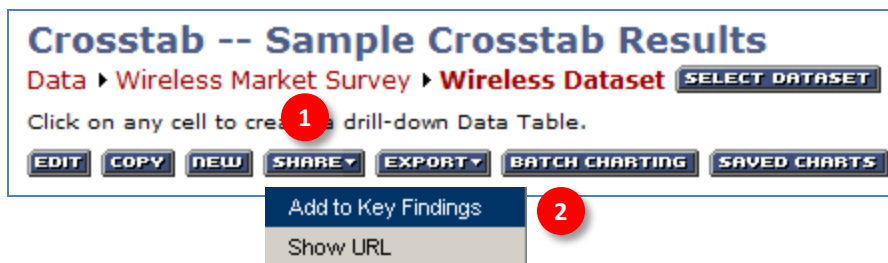 Crosstab -- Sample Crosstab Results
Data ▸ Wireless Market Survey ▸ Wireless Dataset SELECT DATASET
1
Click on any cell to crea a drill-down Data Table.
EDIT COPY NEW SHARE▾ EXPORT▾ BATCH CHARTING SAVED CHARTS
Add to Key Findings 2
Show URL